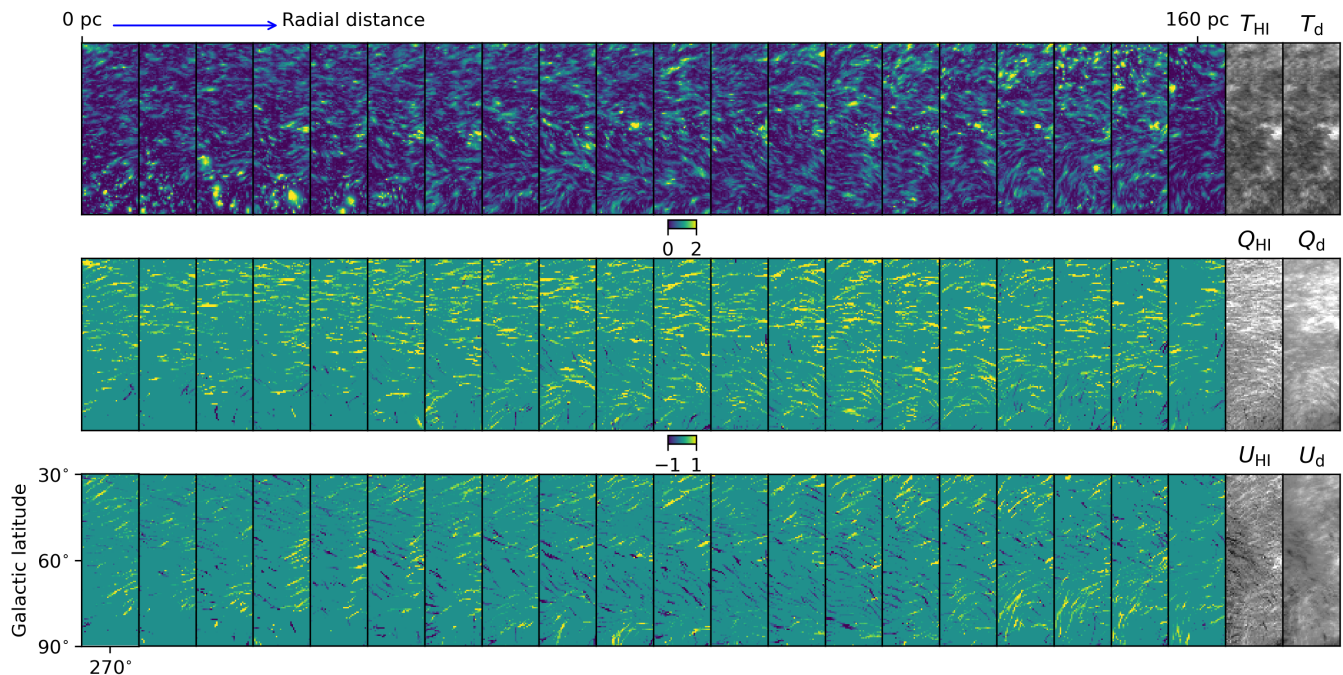 0 pc Radial distance 160 pc T_HI T_d
0 2
Q_HI Q_d
−1 1
U_HI U_d
30°
60°
90°
Galactic latitude
270°